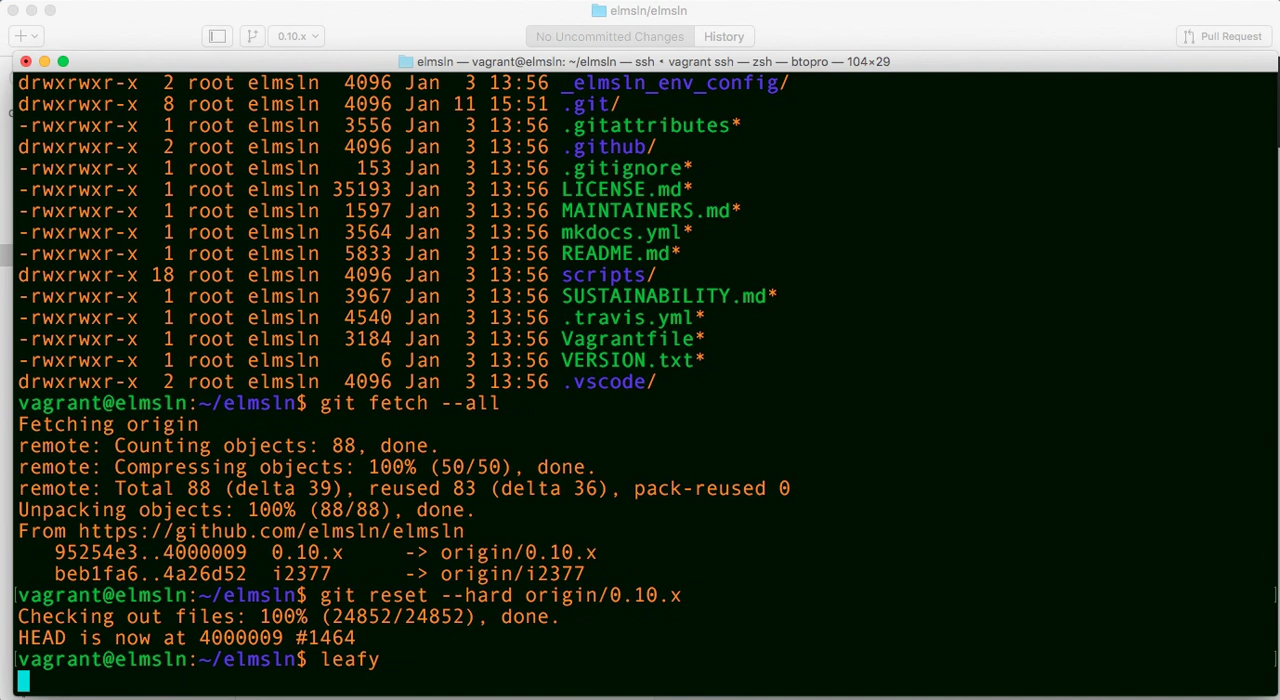 elmsln/elmsln
0.10.x
No Uncommitted Changes
History
Pull Request
elmsln — vagrant@elmsln: ~/elmsln — ssh • vagrant ssh — zsh — btopro — 104×29
drwxrwxr-x  2 root elmsln  4096 Jan  3 13:56 _elmsln_env_config/
drwxrwxr-x  8 root elmsln  4096 Jan 11 15:51 .git/
-rwxrwxr-x  1 root elmsln  3556 Jan  3 13:56 .gitattributes*
drwxrwxr-x  2 root elmsln  4096 Jan  3 13:56 .github/
-rwxrwxr-x  1 root elmsln   153 Jan  3 13:56 .gitignore*
-rwxrwxr-x  1 root elmsln 35193 Jan  3 13:56 LICENSE.md*
-rwxrwxr-x  1 root elmsln  1597 Jan  3 13:56 MAINTAINERS.md*
-rwxrwxr-x  1 root elmsln  3564 Jan  3 13:56 mkdocs.yml*
-rwxrwxr-x  1 root elmsln  5833 Jan  3 13:56 README.md*
drwxrwxr-x 18 root elmsln  4096 Jan  3 13:56 scripts/
-rwxrwxr-x  1 root elmsln  3967 Jan  3 13:56 SUSTAINABILITY.md*
-rwxrwxr-x  1 root elmsln  4540 Jan  3 13:56 .travis.yml*
-rwxrwxr-x  1 root elmsln  3184 Jan  3 13:56 Vagrantfile*
-rwxrwxr-x  1 root elmsln     6 Jan  3 13:56 VERSION.txt*
drwxrwxr-x  2 root elmsln  4096 Jan  3 13:56 .vscode/
vagrant@elmsln:~/elmsln$ git fetch --all
Fetching origin
remote: Counting objects: 88, done.
remote: Compressing objects: 100% (50/50), done.
remote: Total 88 (delta 39), reused 83 (delta 36), pack-reused 0
Unpacking objects: 100% (88/88), done.
From https://github.com/elmsln/elmsln
   95254e3..4000009  0.10.x     -> origin/0.10.x
   beb1fa6..4a26d52  i2377      -> origin/i2377
[vagrant@elmsln:~/elmsln$ git reset --hard origin/0.10.x ]
Checking out files: 100% (24852/24852), done.
HEAD is now at 4000009 #1464
[vagrant@elmsln:~/elmsln$ leafy ]